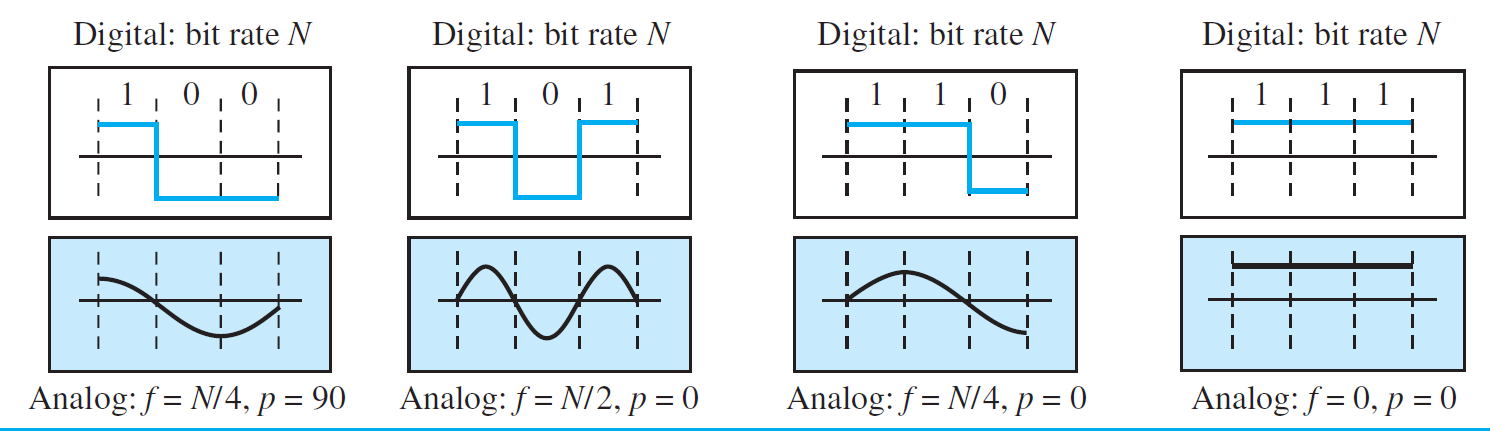 Digital: bit rate N
Digital: bit rate N
Digital: bit rate N
Digital: bit rate N
1 0 0
1 0 1
1 1 0
1 1 1
Analog: f = N/4, p = 90
Analog: f = N/2, p = 0
Analog: f = N/4, p = 0
Analog: f = 0, p = 0